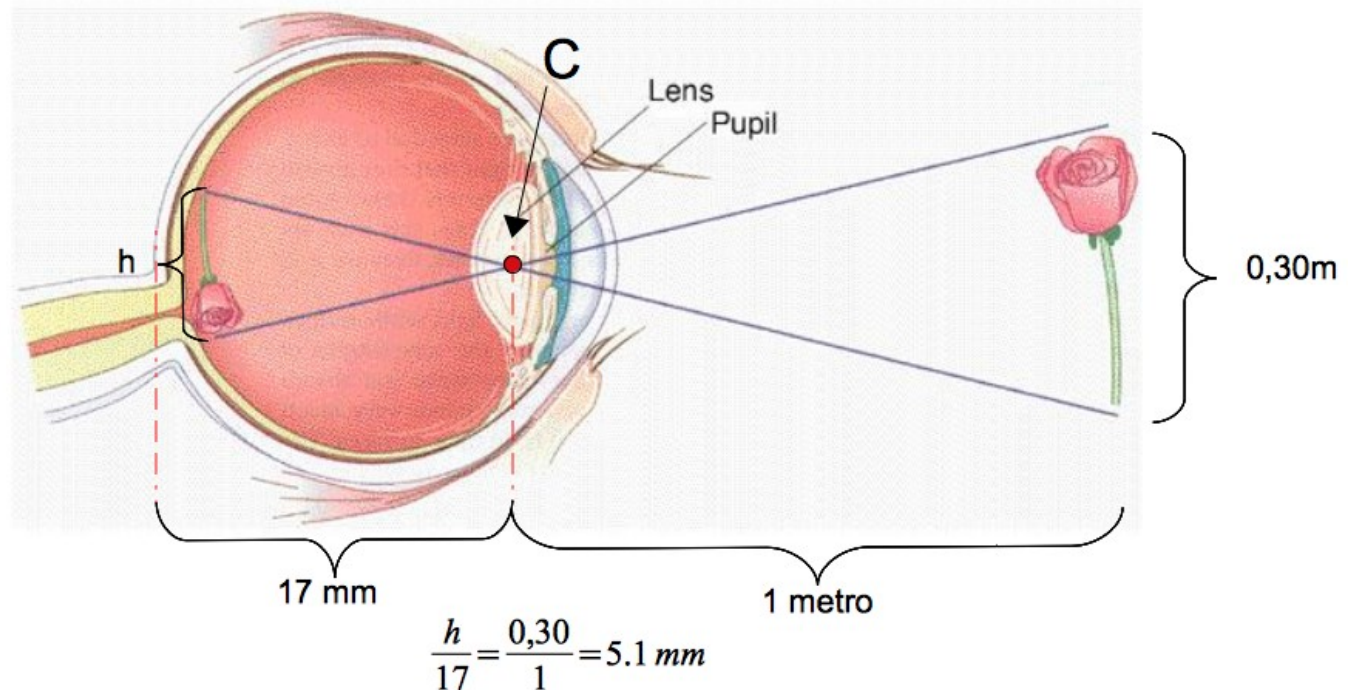 C
Lens
Pupil
h
0,30m
17 mm
1 metro
h/17 = 0,30/1 = 5.1 mm